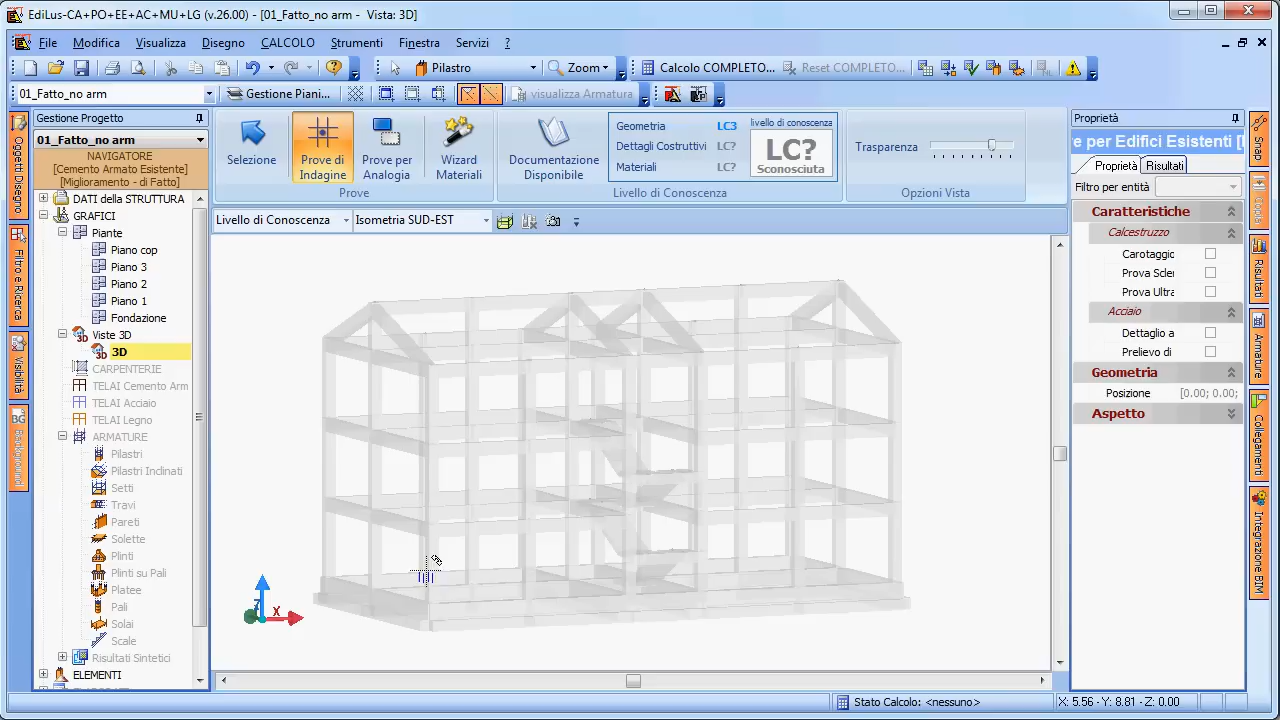 EdiLus-CA+PO+EE+AC+MU+LG (v.26.00) - [01_Fatto_no arm - Vista: 3D]
File Modifica Visualizza Disegno CALCOLO Strumenti Finestra Servizi ?
Pilastro Zoom Calcolo COMPLETO... Reset COMPLETO...
01_Fatto_no arm Gestione Piani... visualizza Armatura
Gestione Progetto
01_Fatto_no arm
NAVIGATORE
[Cemento Armato Esistente]
[Miglioramento - di Fatto]
DATI della STRUTTURA
GRAFICI
Piante
Piano cop
Piano 3
Piano 2
Piano 1
Fondazione
Viste 3D
3D
CARPENTERIE
TELAI Cemento Arm
TELAI Acciaio
TELAI Legno
ARMATURE
Pilastri
Pilastri Inclinati
Setti
Travi
Pareti
Solette
Plinti
Plinti su Pali
Platee
Pali
Solai
Scale
Risultati Sintetici
ELEMENTI
Oggetti Disegno
Filtro e Ricerca
Visibilità
BG
Background
Selezione
Prove di
Indagine
Prove per
Analogia
Wizard
Materiali
Prove
Documentazione
Disponibile
Geometria LC3
Dettagli Costruttivi LC?
Materiali LC?
livello di conoscenza
LC?
Sconosciuta
Livello di Conoscenza
Trasparenza
Opzioni Vista
Livello di Conoscenza Isometria SUD-EST
Z
X
Proprietà
e per Edifici Esistenti [
Proprietà Risultati
Filtro per entità
Caratteristiche
Calcestruzzo
Carotaggio
Prova Scler
Prova Ultra
Acciaio
Dettaglio a
Prelievo di
Geometria
Posizione [0.00; 0.00;
Aspetto
Snap
Copia
Risultati
Armature
Collegamenti
Integrazione BIM
Stato Calcolo: <nessuno>
X: 5.56 - Y: 8.81 - Z: 0.00